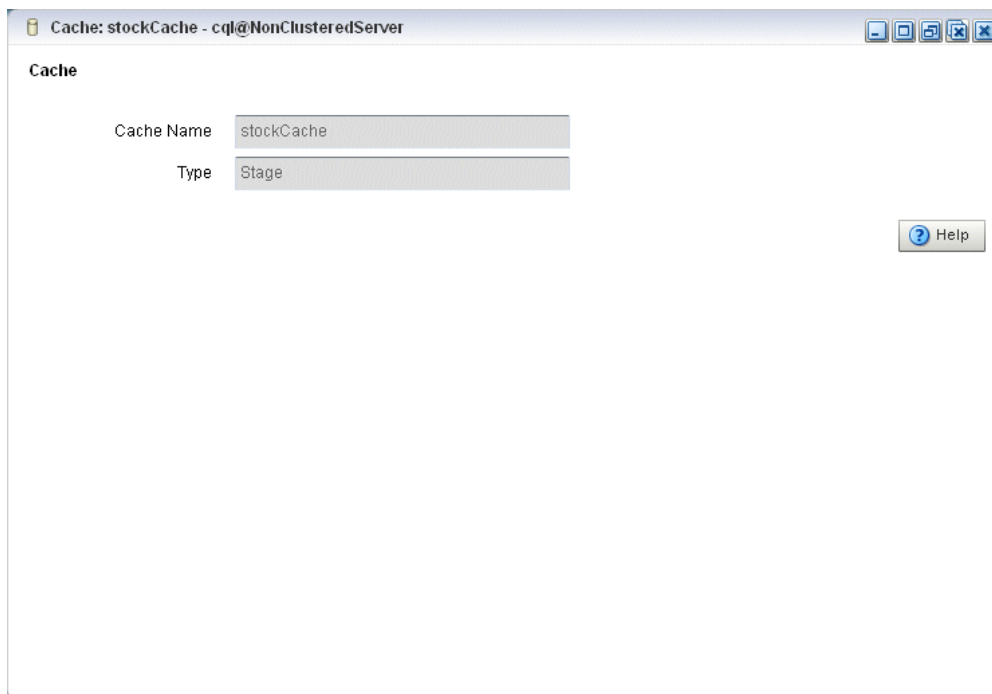 Cache: stockCache - cql@NonClusteredServer
Cache
Cache Name stockCache
Type Stage
Help